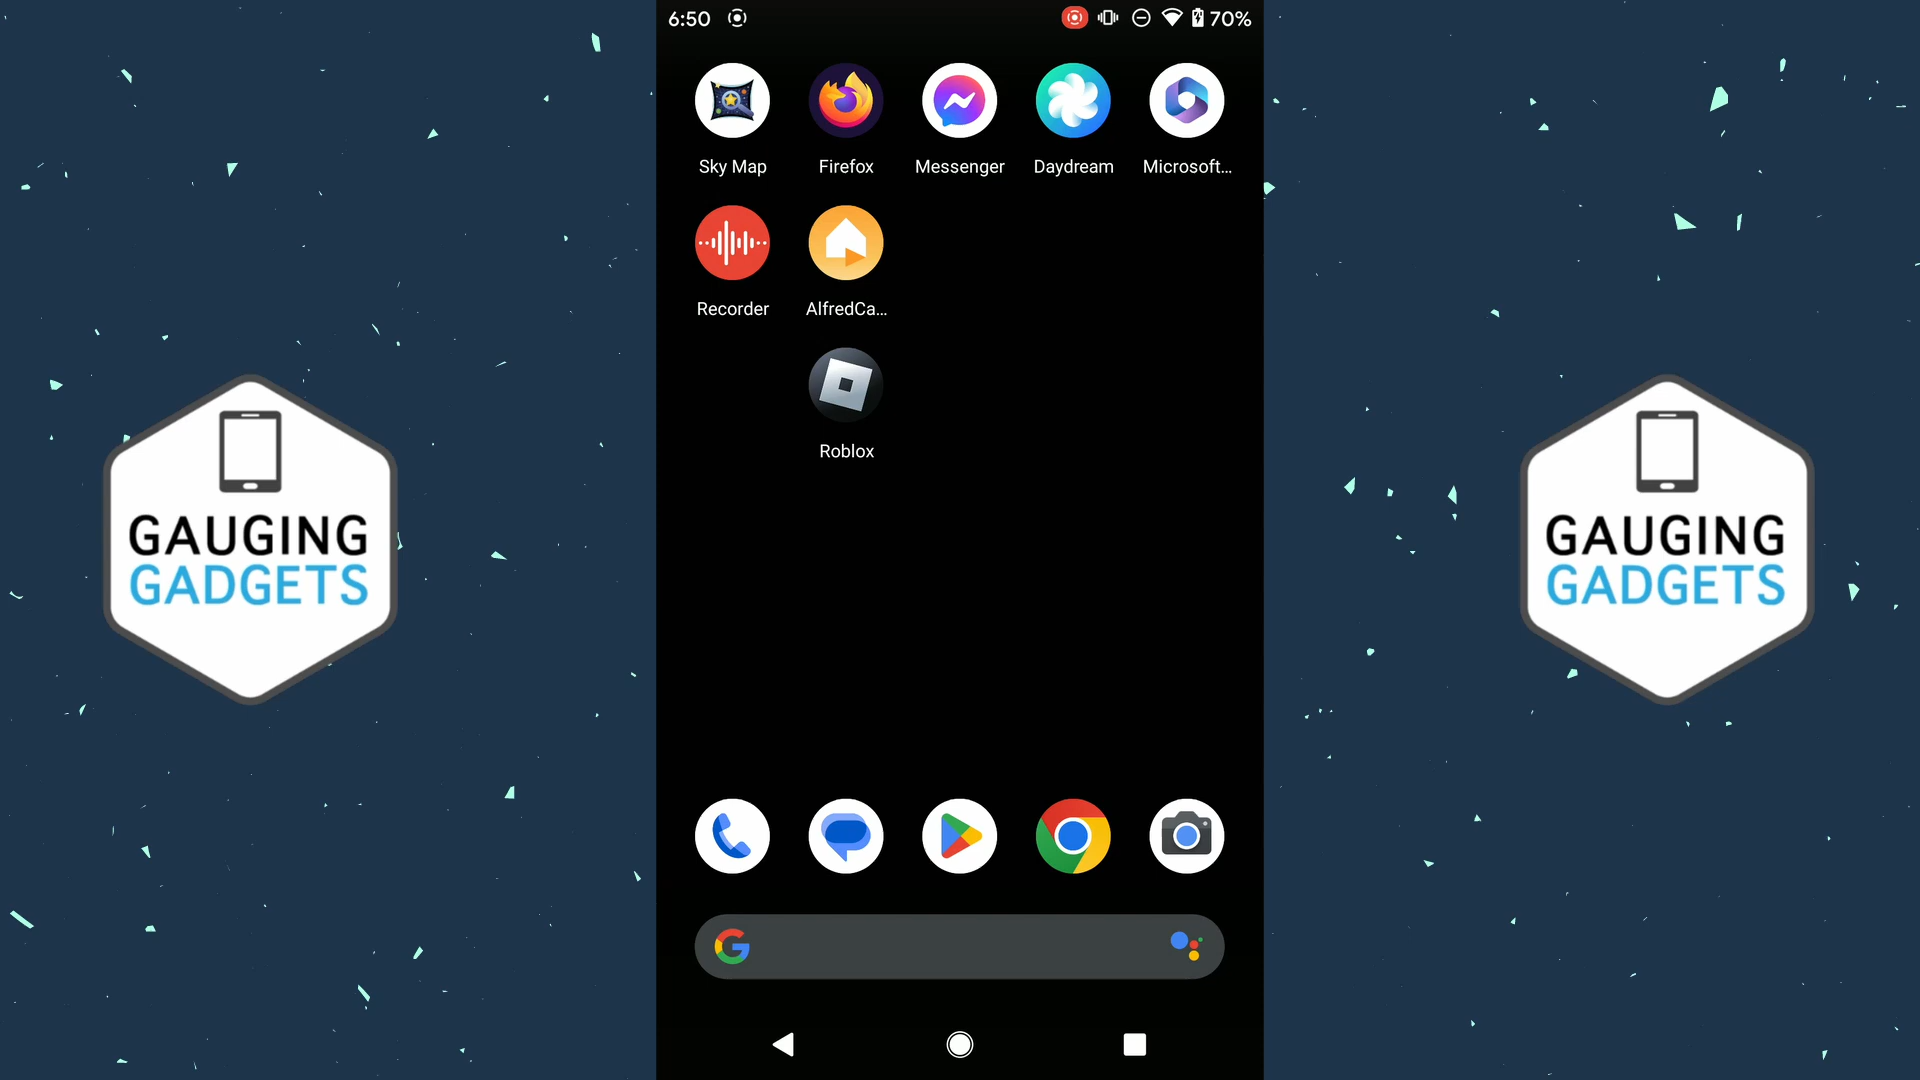 6:50
70%
Sky Map
Firefox
Messenger
Daydream
Microsoft...
Recorder
AlfredCa...
Roblox
GAUGING
GADGETS
GAUGING
GADGETS